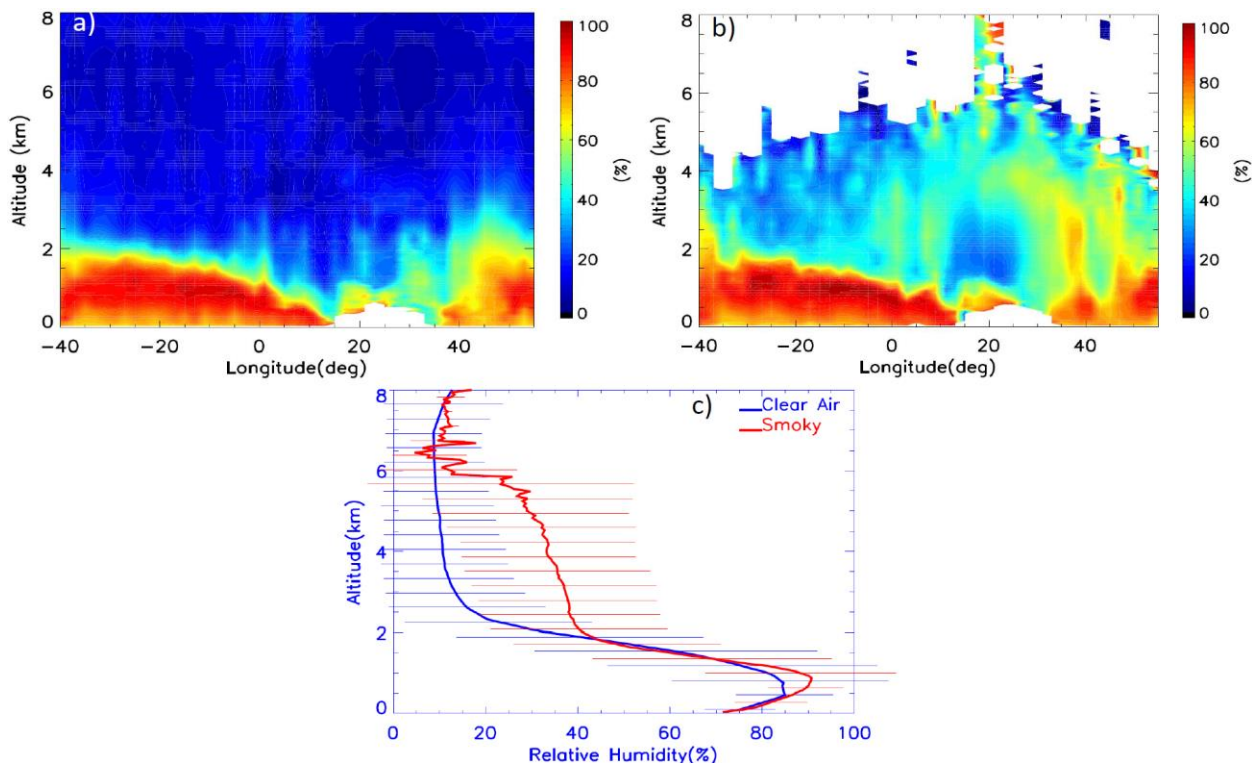 a)
100
80
60
40
20
0
(%)
8
6
4
2
0
Altitude (km)
−40 −20 0 20 40
Longitude(deg)
b)
100
80
60
40
20
0
(%)
8
6
4
2
0
Altitude (km)
−40 −20 0 20 40
Longitude(deg)
c)
Clear Air
Smoky
8
6
4
2
0
Altitude(km)
0 20 40 60 80 100
Relative Humidity(%)